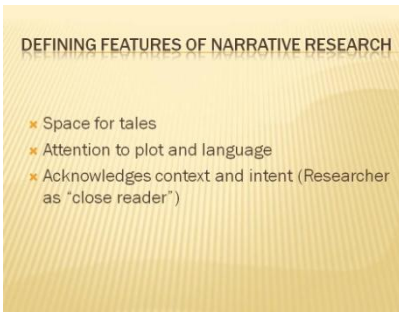 DEFINING FEATURES OF NARRATIVE RESEARCH
Space for tales
Attention to plot and language
Acknowledges context and intent (Researcher
as “close reader”)